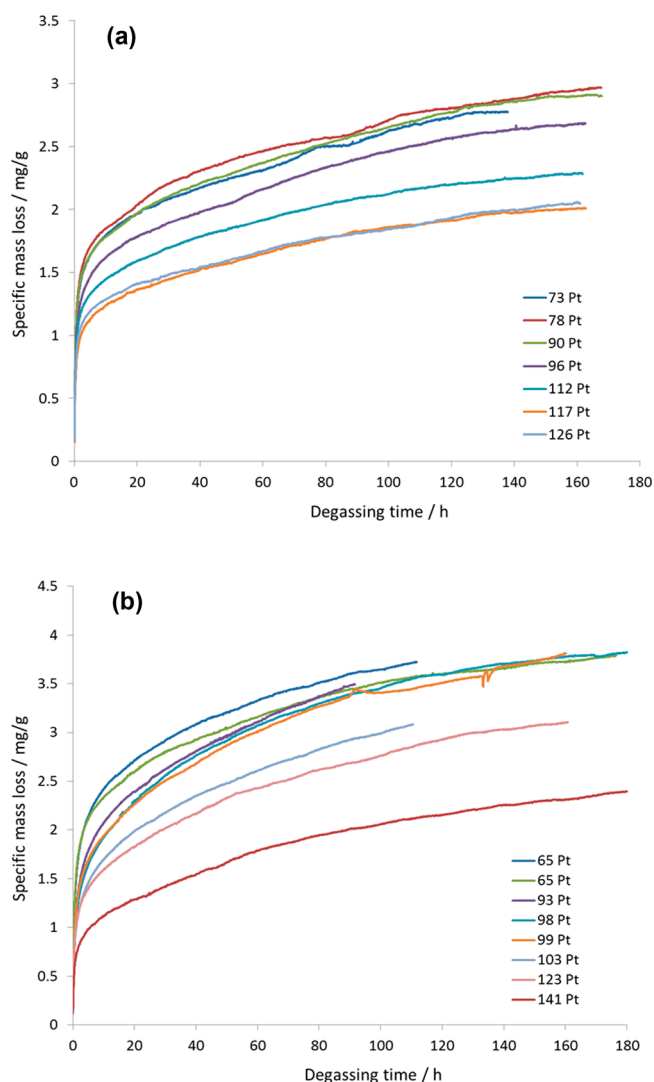 (a)
Specific mass loss / mg/g
3.5
3
2.5
2
1.5
1
0.5
0
73 Pt
78 Pt
90 Pt
96 Pt
112 Pt
117 Pt
126 Pt
0 20 40 60 80 100 120 140 160 180
Degassing time / h
(b)
Specific mass loss / mg/g
4.5
4
3.5
3
2.5
2
1.5
1
0.5
0
65 Pt
65 Pt
93 Pt
98 Pt
99 Pt
103 Pt
123 Pt
141 Pt
0 20 40 60 80 100 120 140 160 180
Degassing time / h